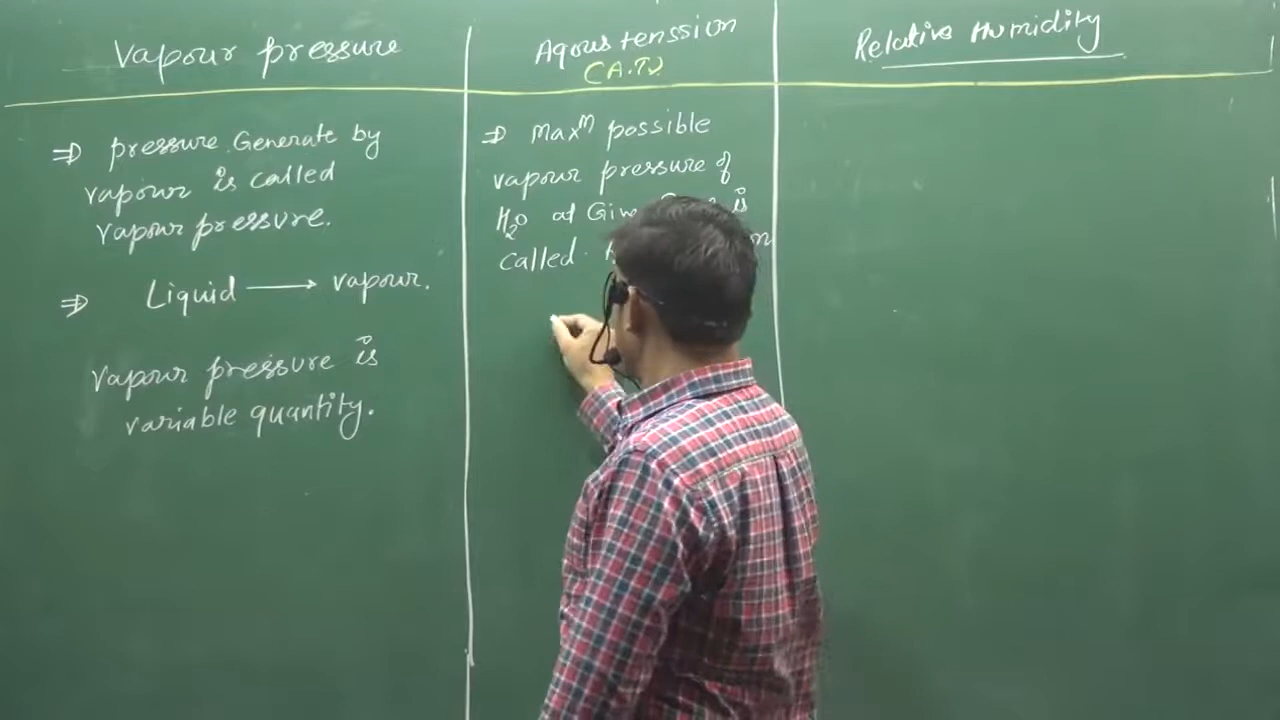 Vapour pressure
⇒ pressure Generate by
vapour is called
vapour pressure.
⇒ Liquid ⟶ vapour.
Vapour pressure is
variable quantity.
Aqous tenssion
(A.T)
⇒ Maxᵐ possible
vapour pressure of
H₂O at is
called
Relative Humidity